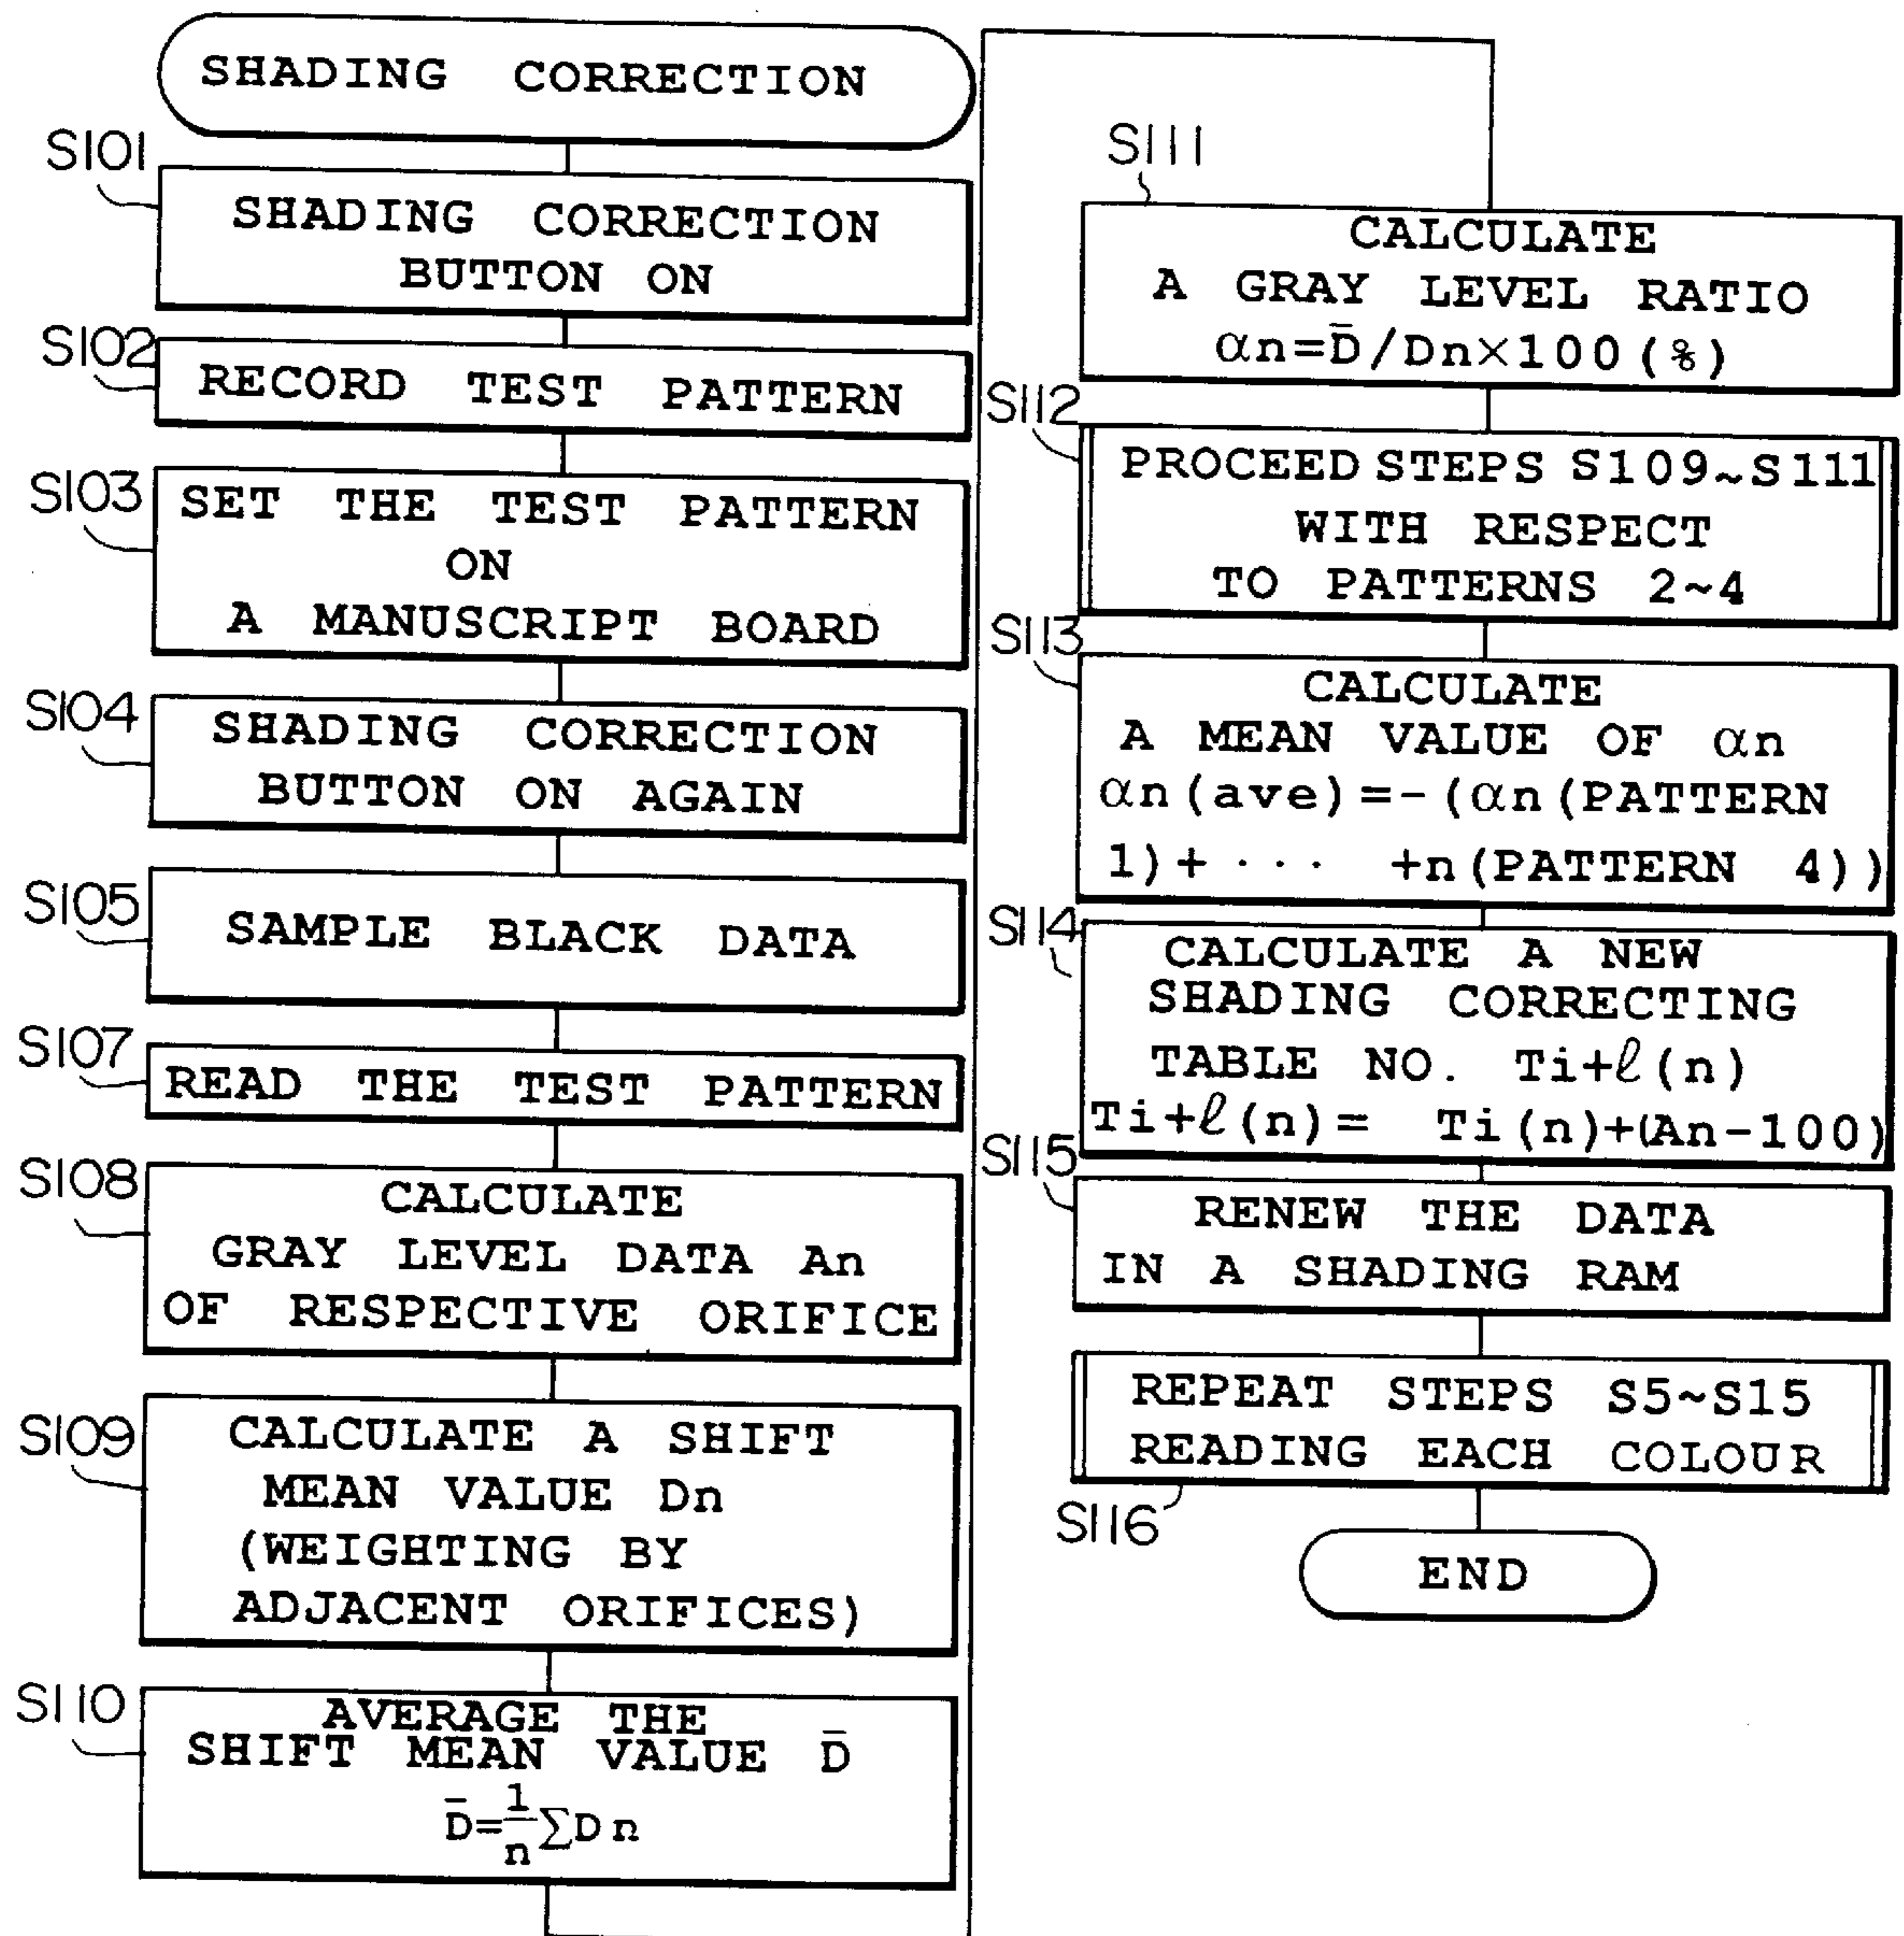 SHADING CORRECTION
S101
SHADING CORRECTION
BUTTON ON
S102
RECORD TEST PATTERN
S103
SET THE TEST PATTERN
ON
A MANUSCRIPT BOARD
S104
SHADING CORRECTION
BUTTON ON AGAIN
S105
SAMPLE BLACK DATA
S107
READ THE TEST PATTERN
S108
CALCULATE
GRAY LEVEL DATA An
OF RESPECTIVE ORIFICE
S109
CALCULATE A SHIFT
MEAN VALUE Dn
(WEIGHTING BY
ADJACENT ORIFICES)
S110
AVERAGE THE
SHIFT MEAN VALUE D̄
D̄=1/n∑Dn
S111
CALCULATE
A GRAY LEVEL RATIO
αn=D̄/Dn×100(%)
S112
PROCEED STEPS S109~S111
WITH RESPECT
TO PATTERNS 2~4
S113
CALCULATE
A MEAN VALUE OF αn
αn(ave)=-(αn(PATTERN
1)+ ··· +n(PATTERN 4))
S114
CALCULATE A NEW
SHADING CORRECTING
TABLE NO. Ti+ℓ(n)
Ti+ℓ(n)= Ti(n)+(An-100)
S115
RENEW THE DATA
IN A SHADING RAM
REPEAT STEPS S5~S15
READING EACH COLOUR
S116
END